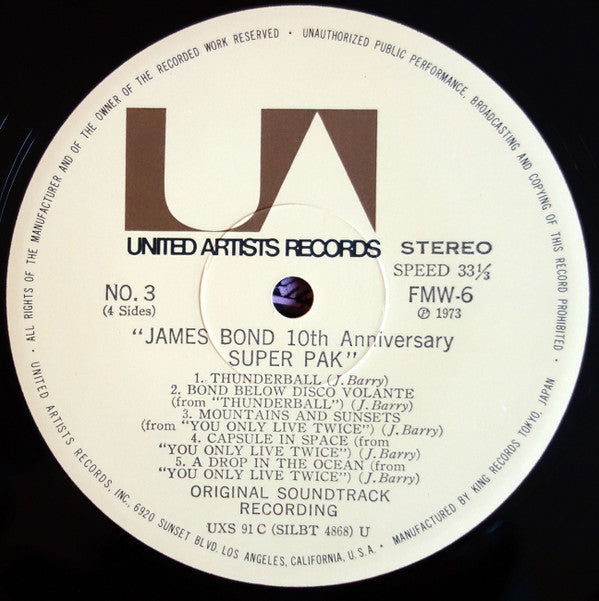 ALL RIGHTS OF THE MANUFACTURER AND OF THE OWNER OF THE RECORDED WORK RESERVED • UNAUTHORIZED PUBLIC PERFORMANCE, BROADCASTING AND COPYING OF THIS RECORD PROHIBITED •
UA
UNITED ARTISTS RECORDS
STEREO
SPEED 33⅓
NO. 3
(4 Sides)
FMW-6
℗ 1973
"JAMES BOND 10th Anniversary
SUPER PAK"
1. THUNDERBALL (J. Barry)
2. BOND BELOW DISCO VOLANTE
(from "THUNDERBALL") (J. Barry)
3. MOUNTAINS AND SUNSETS
(from "YOU ONLY LIVE TWICE") (J. Barry)
4. CAPSULE IN SPACE (from
"YOU ONLY LIVE TWICE") (J. Barry)
5. A DROP IN THE OCEAN (from
"YOU ONLY LIVE TWICE") (J. Barry)
ORIGINAL SOUNDTRACK
RECORDING
UXS 91 C (SILBT 4868) U
UNITED ARTISTS RECORDS, INC., 6920 SUNSET BLVD. LOS ANGELES, CALIFORNIA, U.S.A. • MANUFACTURED BY KING RECORDS TOKYO, JAPAN